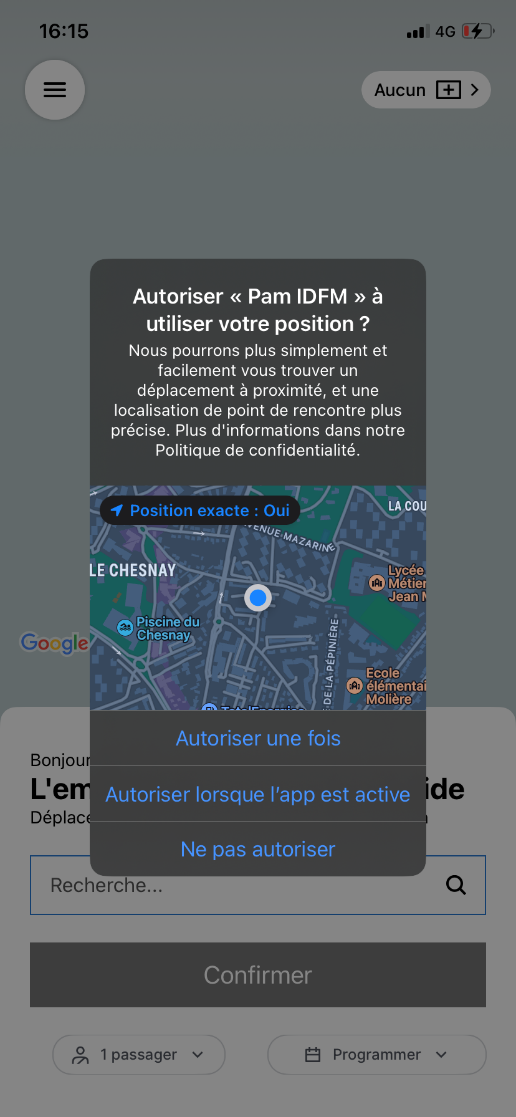 16:15
4G
Aucun
Autoriser « Pam IDFM » à
utiliser votre position ?
Nous pourrons plus simplement et
facilement vous trouver un
déplacement à proximité, et une
localisation de point de rencontre plus
précise. Plus d'informations dans notre
Politique de confidentialité.
Position exacte : Oui
LA COU
AVENUE MAZARIN
LE CHESNAY
Lycée
Métier
Jean M
Piscine du
Chesnay
DE-LA-PÉPINIÈRE
Google
Ecole
élémentai
Molière
TotalEnergies
Autoriser une fois
Bonjour
L'em
ide
Autoriser lorsque l'app est active
Déplace
Ne pas autoriser
Recherche...
Confirmer
1 passager
Programmer